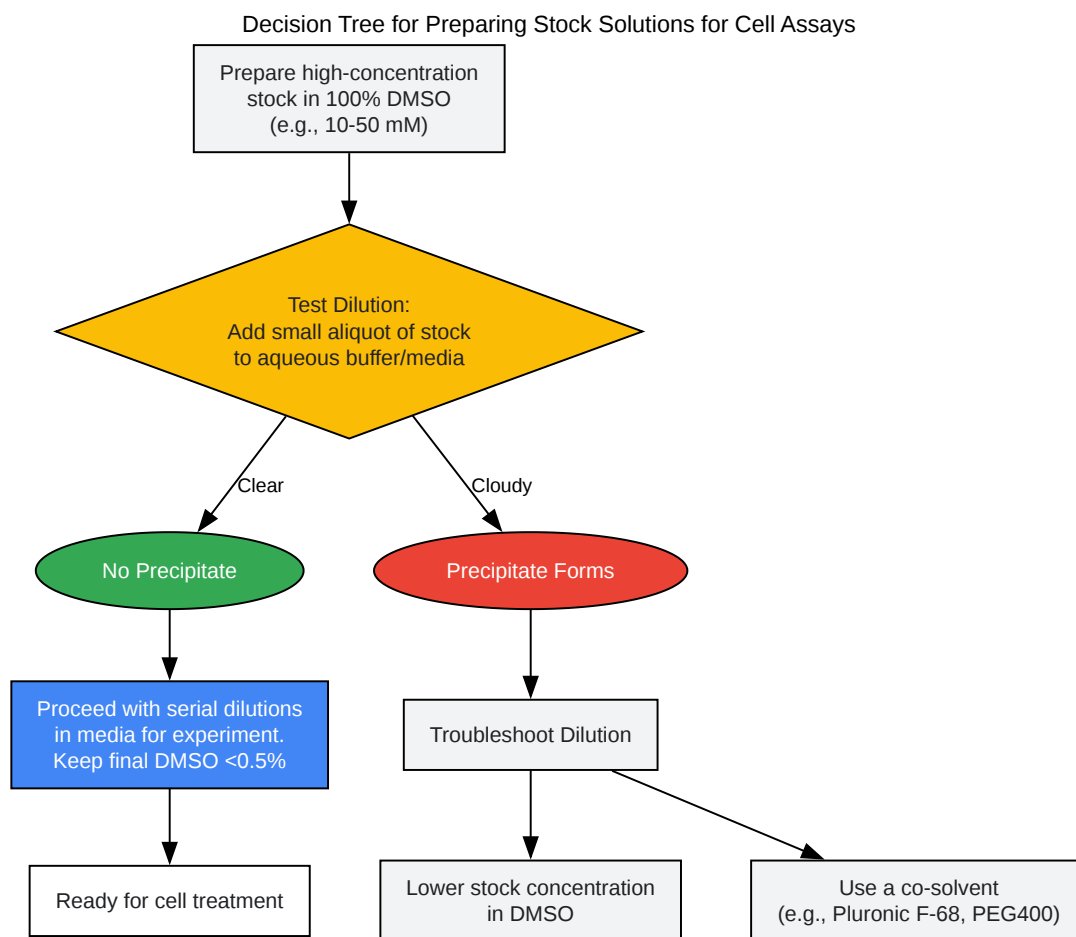 Decision Tree for Preparing Stock Solutions for Cell Assays
Prepare high-concentration
stock in 100% DMSO
(e.g., 10-50 mM)
Test Dilution:
Add small aliquot of stock
to aqueous buffer/media
Clear
Cloudy
No Precipitate
Precipitate Forms
Proceed with serial dilutions
in media for experiment.
Keep final DMSO <0.5%
Troubleshoot Dilution
Ready for cell treatment
Lower stock concentration
in DMSO
Use a co-solvent
(e.g., Pluronic F-68, PEG400)